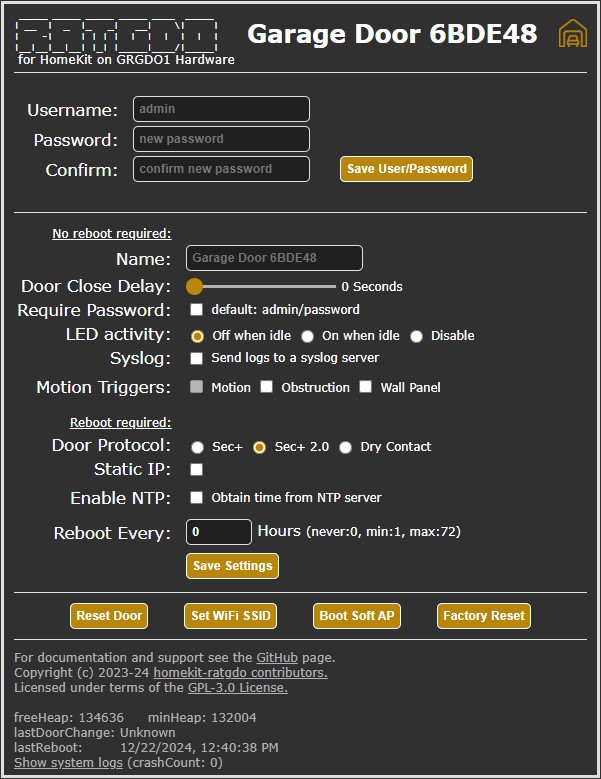 ratgdo
Garage Door 6BDE48
for HomeKit on GRGDO1 Hardware
Username: admin
Password: new password
Confirm: confirm new password Save User/Password
No reboot required:
Name: Garage Door 6BDE48
Door Close Delay: 0 Seconds
Require Password: default: admin/password
LED activity: Off when idle On when idle Disable
Syslog: Send logs to a syslog server
Motion Triggers: Motion Obstruction Wall Panel
Reboot required:
Door Protocol: Sec+ Sec+ 2.0 Dry Contact
Static IP:
Enable NTP: Obtain time from NTP server
Reboot Every: 0 Hours (never:0, min:1, max:72)
Save Settings
Reset Door Set WiFi SSID Boot Soft AP Factory Reset
For documentation and support see the GitHub page.
Copyright (c) 2023-24 homekit-ratgdo contributors.
Licensed under terms of the GPL-3.0 License.
freeHeap: 134636 minHeap: 132004
lastDoorChange: Unknown
lastReboot: 12/22/2024, 12:40:38 PM
Show system logs (crashCount: 0)